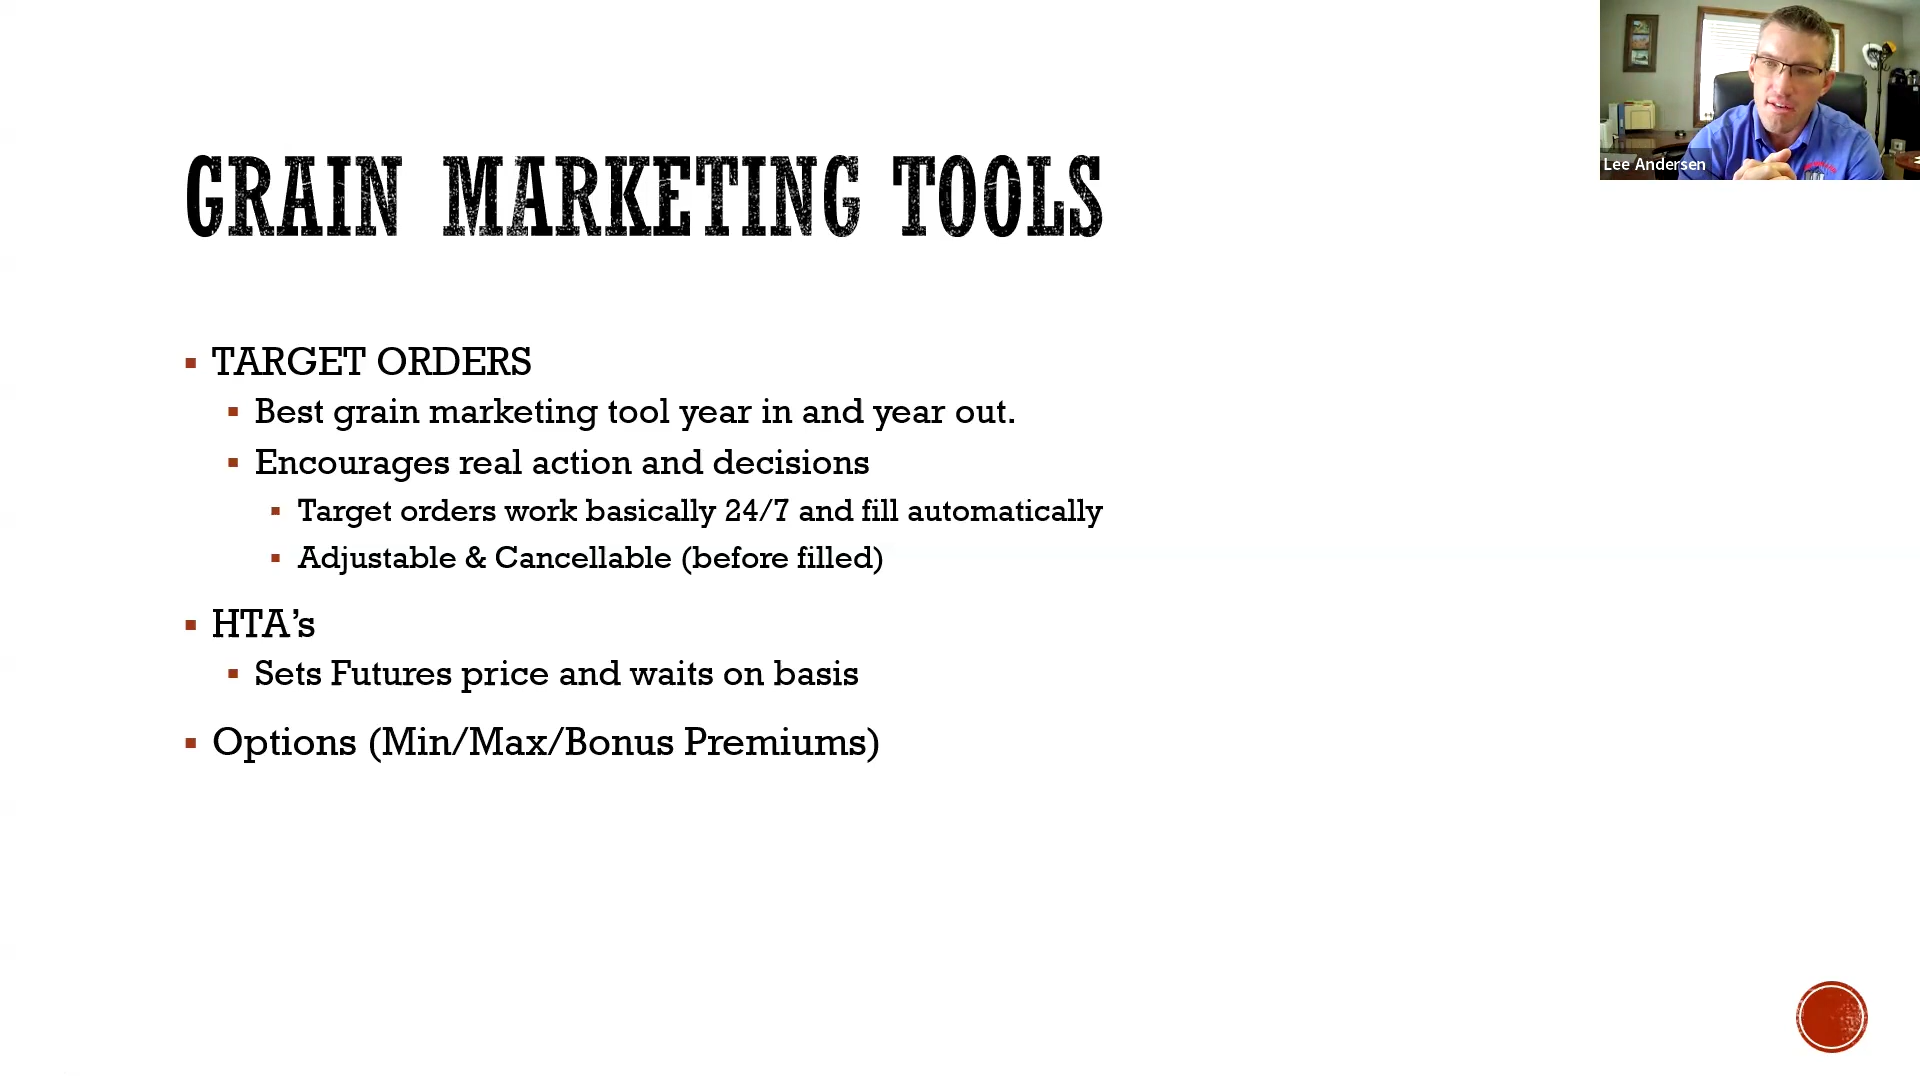 GRAIN MARKETING TOOLS
TARGET ORDERS
Best grain marketing tool year in and year out.
Encourages real action and decisions
Target orders work basically 24/7 and fill automatically
Adjustable & Cancellable (before filled)
HTA’s
Sets Futures price and waits on basis
Options (Min/Max/Bonus Premiums)
Lee Andersen